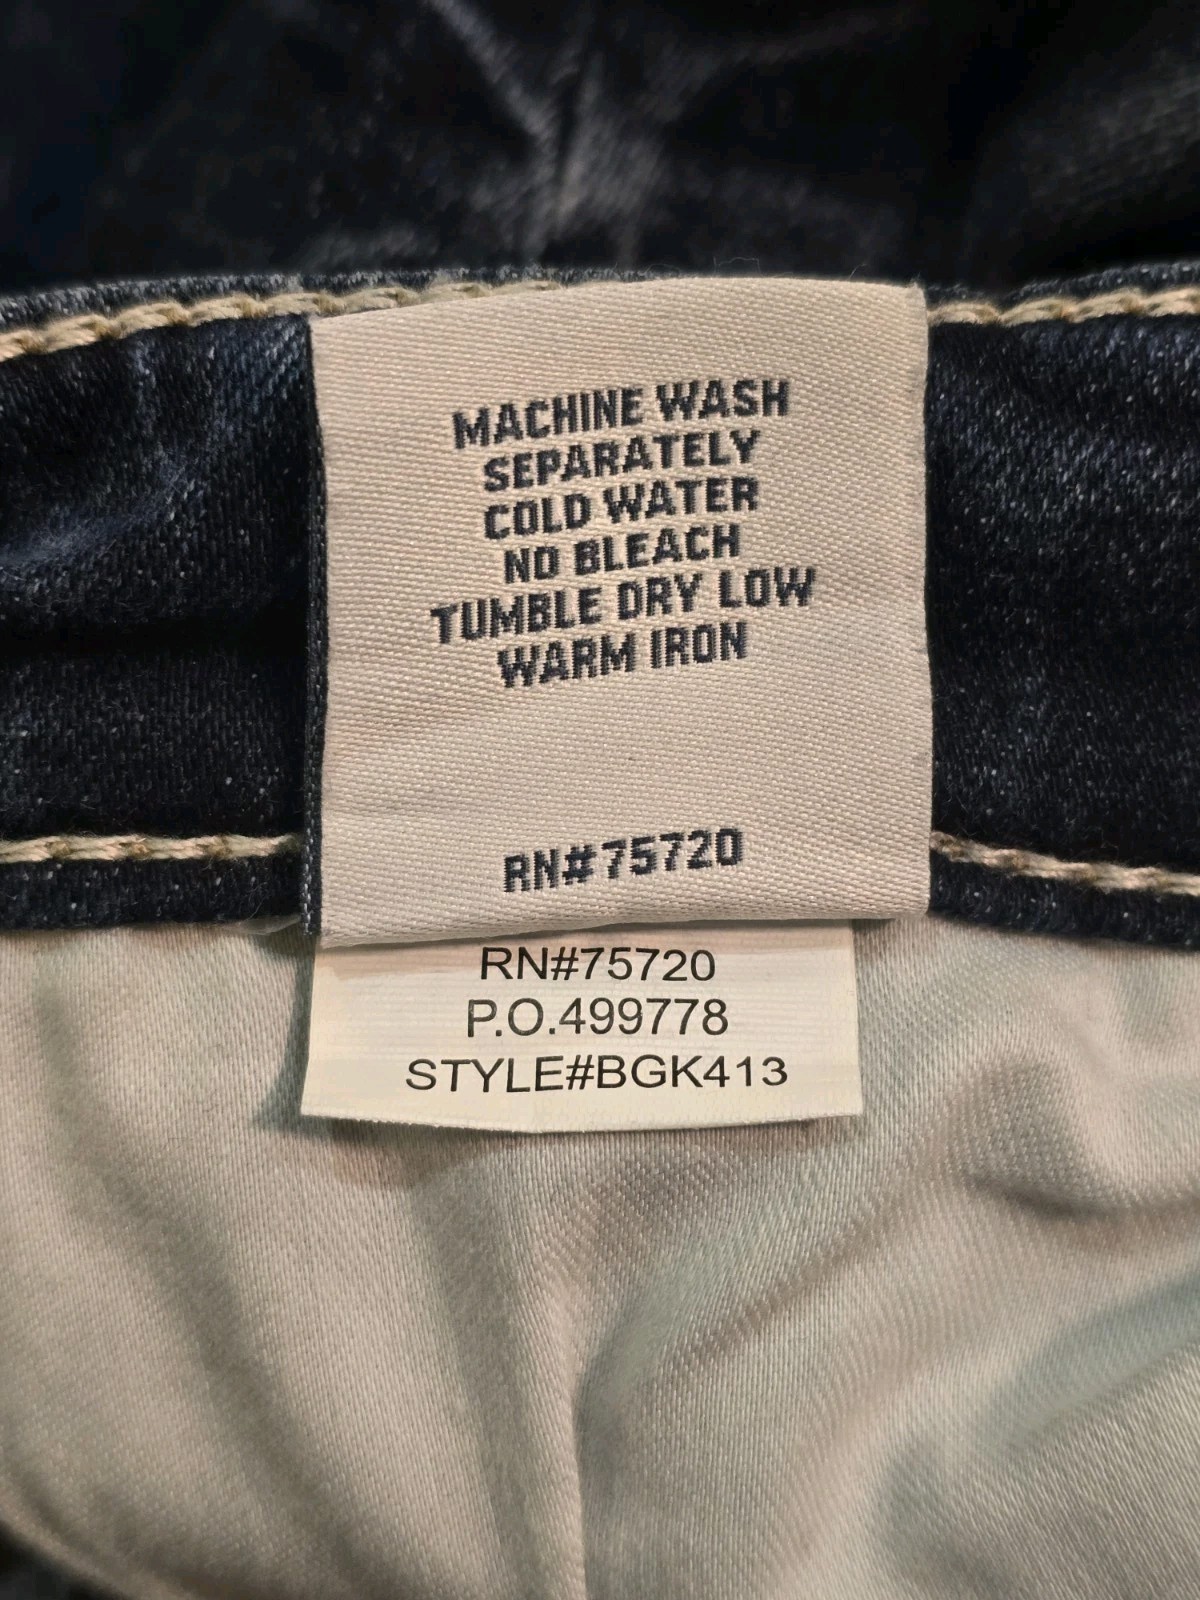 MACHINE WASH
SEPARATELY
COLD WATER
NO BLEACH
TUMBLE DRY LOW
WARM IRON
RN#75720
RN#75720
P.O.499778
STYLE#BGK413